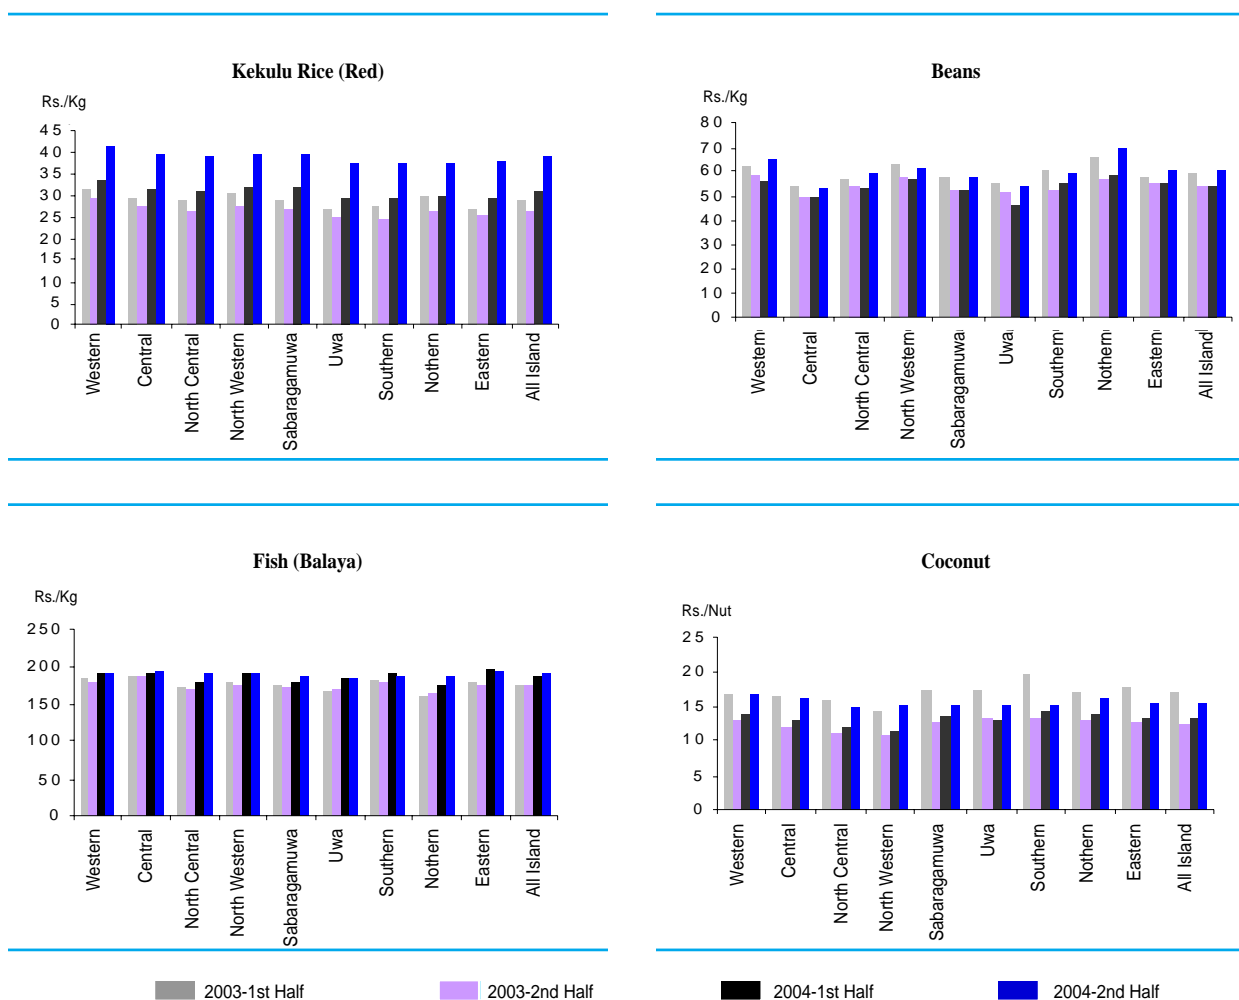 Kekulu Rice (Red)
Rs./Kg
45
40
35
30
25
20
15
10
5
0
Western
Central
North Central
North Western
Sabaragamuwa
Uwa
Southern
Nothern
Eastern
All Island
Beans
Rs./Kg
80
70
60
50
40
30
20
10
0
Western
Central
North Central
North Western
Sabaragamuwa
Uwa
Southern
Nothern
Eastern
All Island
Fish (Balaya)
Rs./Kg
250
200
150
100
50
0
Western
Central
North Central
North Western
Sabaragamuwa
Uwa
Southern
Nothern
Eastern
All Island
Coconut
Rs./Nut
25
20
15
10
5
0
Western
Central
North Central
North Western
Sabaragamuwa
Uwa
Southern
Nothern
Eastern
All Island
2003-1st Half
2003-2nd Half
2004-1st Half
2004-2nd Half